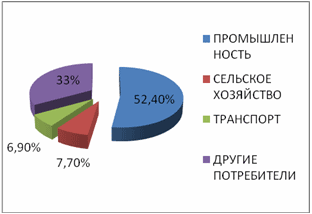 33%
52,40%
6,90%
7,70%
ПРОМЫШЛЕН
НОСТЬ
СЕЛЬСКОЕ
ХОЗЯЙСТВО
ТРАНСПОРТ
ДРУГИЕ
ПОТРЕБИТЕЛИ